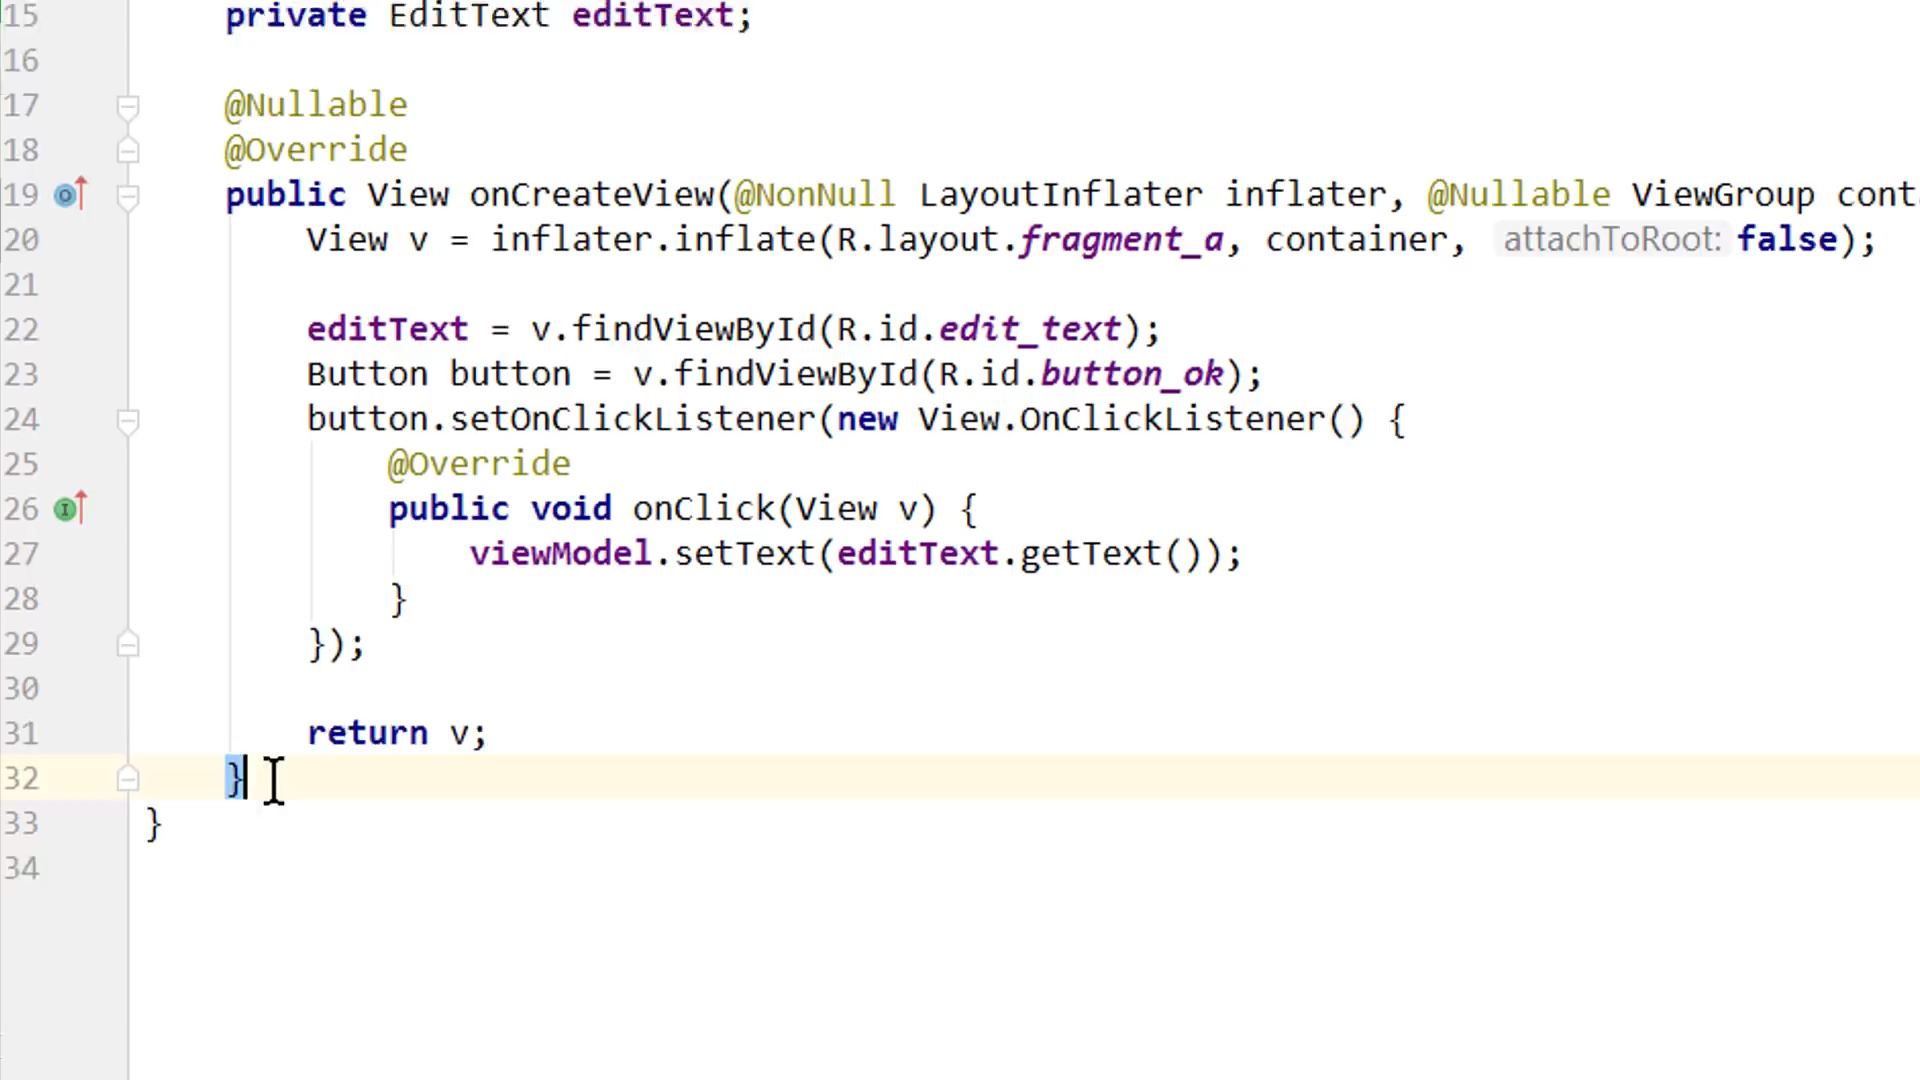 15 private EditText editText;
16
17 @Nullable
18 @Override
19 public View onCreateView(@NonNull LayoutInflater inflater, @Nullable ViewGroup cont
20 View v = inflater.inflate(R.layout.fragment_a, container, attachToRoot: false);
21
22 editText = v.findViewById(R.id.edit_text);
23 Button button = v.findViewById(R.id.button_ok);
24 button.setOnClickListener(new View.OnClickListener() {
25 @Override
26 public void onClick(View v) {
27 viewModel.setText(editText.getText());
28 }
29 });
30
31 return v;
32 }
33 }
34